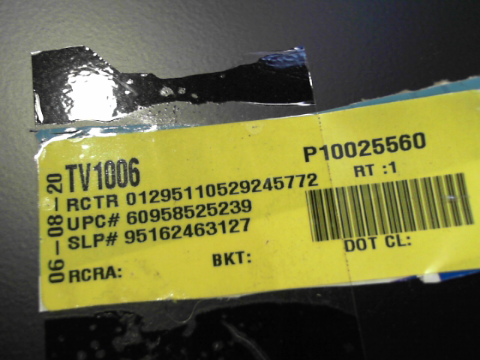 06-08-20
TV1006
P10025560
RCTR 01295110529245772
RT :1
UPC# 60958525239
SLP# 95162463127
DOT CL:
RCRA:
BKT: